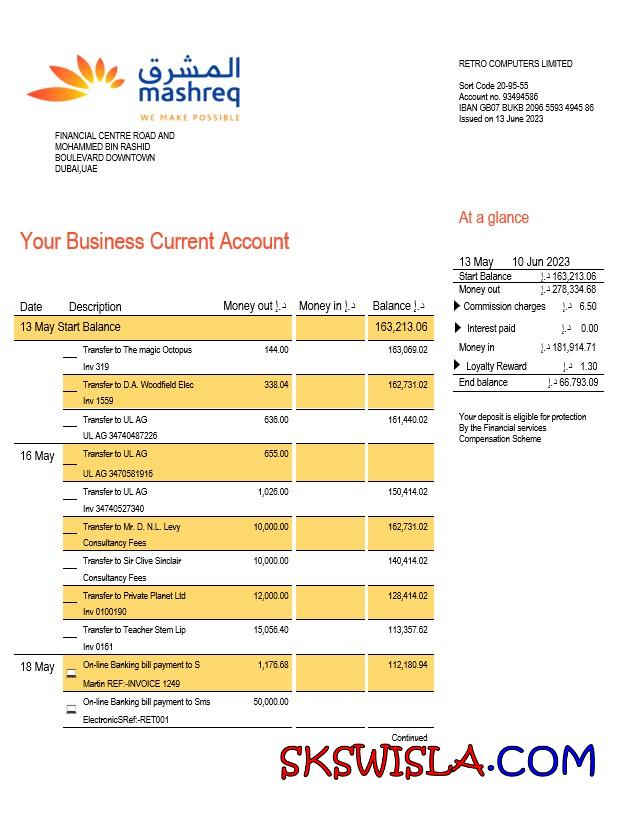 المشرق
mashreq
WE MAKE POSSIBLE
FINANCIAL CENTRE ROAD AND
MOHAMMED BIN RASHID
BOULEVARD DOWNTOWN
DUBAI,UAE
RETRO COMPUTERS LIMITED
Sort Code 20-95-55
Account no. 93494586
IBAN GB07 BUKB 2096 5593 4945 86
Issued on 13 June 2023
Your Business Current Account
At a glance
13 May 10 Jun 2023
Start Balance د.إ 163,213.06
Money out د.إ 278,334.68
Commission charges د.إ 6.50
Interest paid د.إ 0.00
Money in د.إ 181,914.71
Loyalty Reward د.إ 1.30
End balance د.إ 66.793.09
Your deposit is eligible for protection
By the Financial services
Compensation Scheme
Date Description Money out د.إ Money in د.إ Balance د.إ
13 May Start Balance 163,213.06
Transfer to The magic Octopus 144.00 163,069.02
Inv 319
Transfer to D.A. Woodfield Elec 338.04 162,731.02
Inv 1559
Transfer to UL AG 636.00 161,440.02
UL AG 34740487226
16 May Transfer to UL AG 655.00
UL AG 3470581916
Transfer to UL AG 1,026.00 150,414.02
Inv 34740527340
Transfer to Mr. D. N.L. Levy 10,000.00 162,731.02
Consultancy Fees
Transfer to Sir Clive Sinclair 10,000.00 140,414.02
Consultancy Fees
Transfer to Private Planet Ltd 12,000.00 128,414.02
Inv 0100190
Transfer to Teacher Stem Lip 15,056.40 113,357.62
Inv 0161
18 May On-line Banking bill payment to S 1,176.68 112,180.94
Martin REF:-INVOICE 1249
On-line Banking bill payment to Sms 50,000.00
ElectronicSRef:-RET001
Continued
SKSWISLA.COM